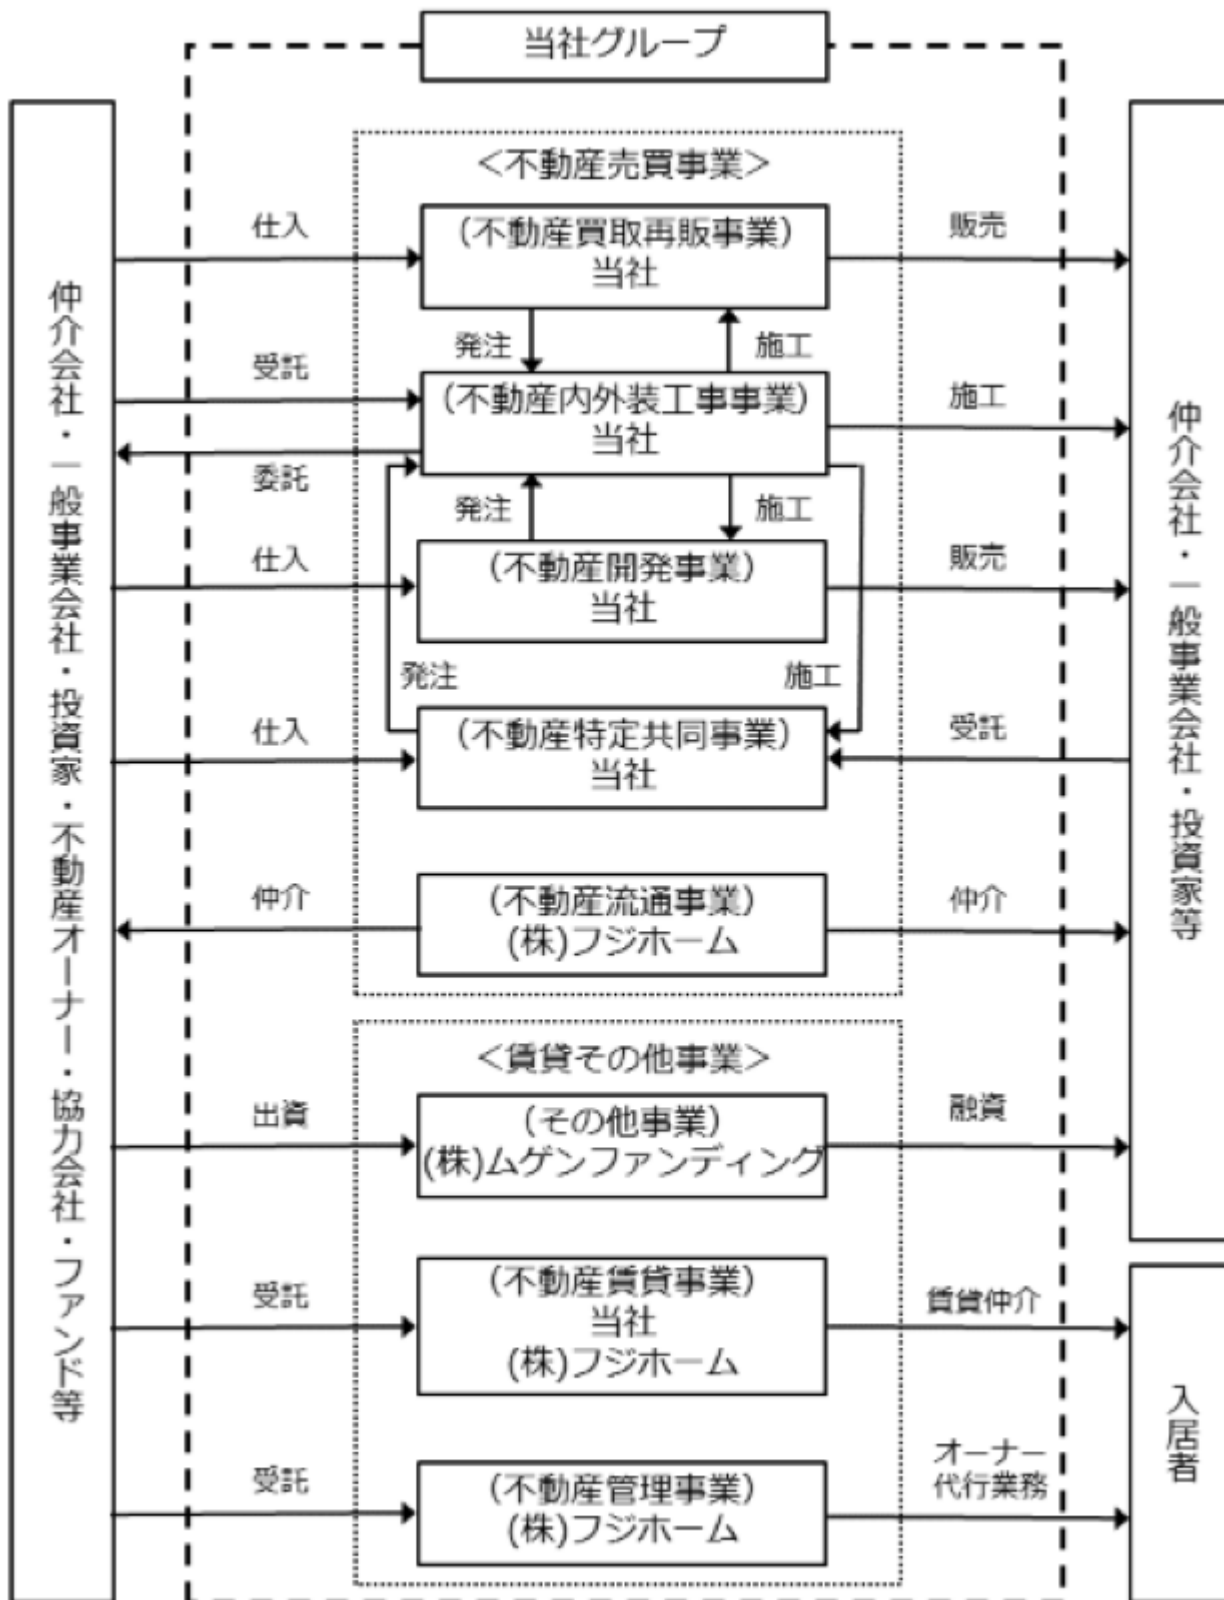 当社グループ
仲介会社・一般事業会社・投資家・不動産オーナー・協力会社・ファンド等
<不動産売買事業>
仕入
(不動産買取再販事業)
当社
販売
発注
施工
受託
(不動産内外装工事事業)
当社
施工
委託
発注
施工
仕入
(不動産開発事業)
当社
販売
発注
施工
仕入
(不動産特定共同事業)
当社
受託
仲介
(不動産流通事業)
(株)フジホーム
仲介
<賃貸その他事業>
出資
(その他事業)
(株)ムゲンファンディング
融資
受託
(不動産賃貸事業)
当社
(株)フジホーム
賃貸仲介
受託
(不動産管理事業)
(株)フジホーム
オーナー
代行業務
仲介会社・一般事業会社・投資家等
入居者